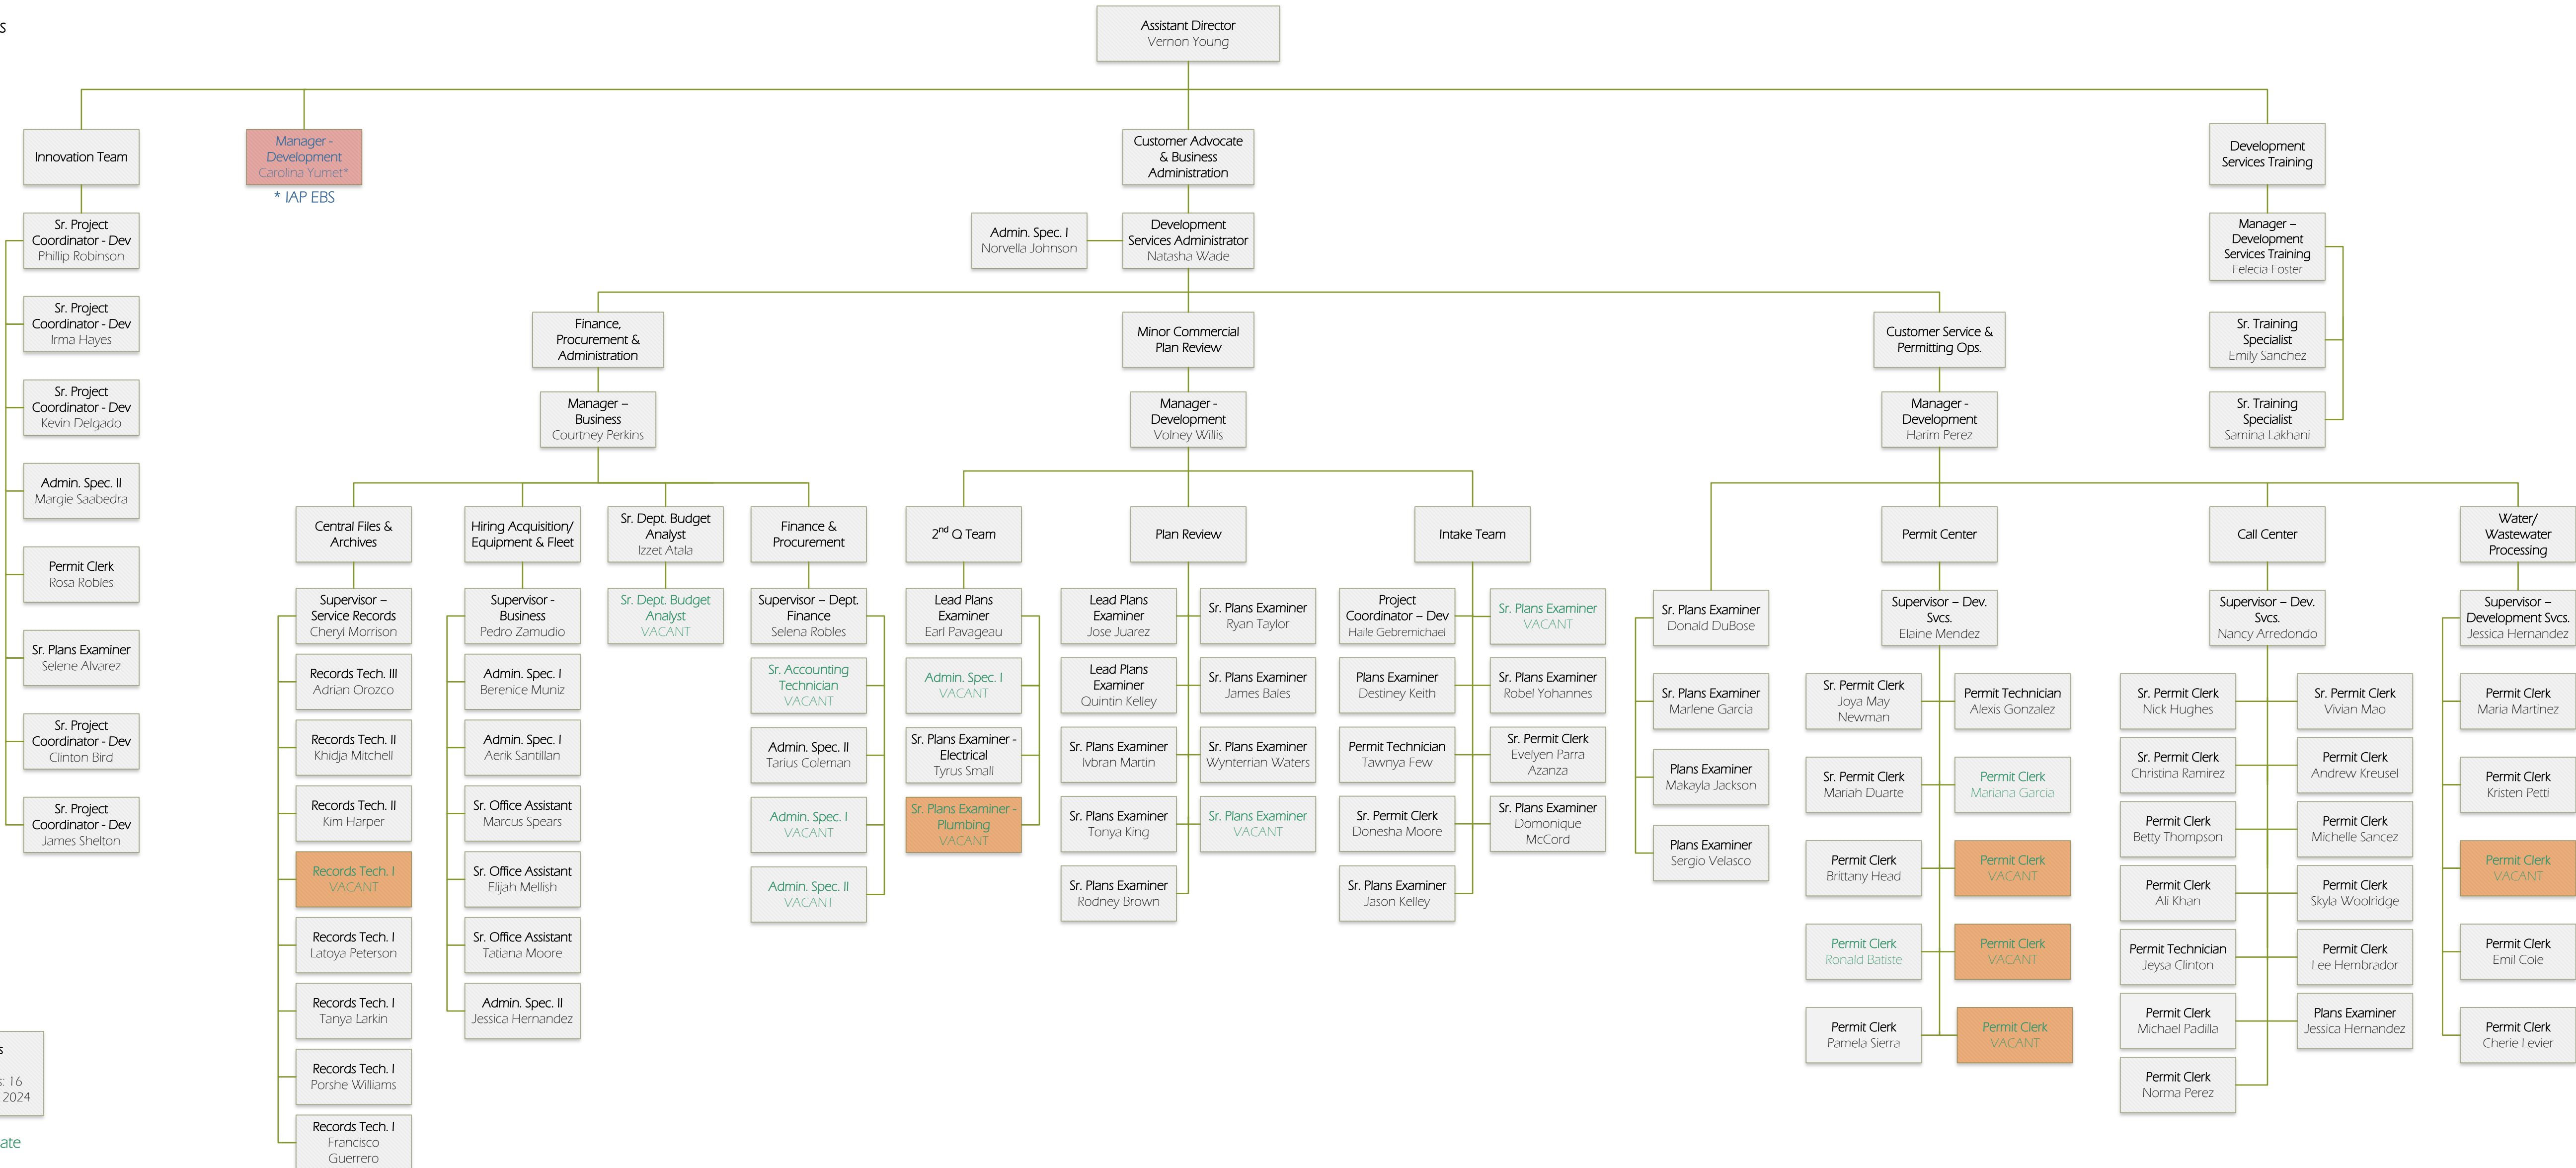 s
Assistant Director
Vernon Young
Innovation Team
Manager -
Development
Carolina Yumet*
* IAP EBS
Customer Advocate
& Business
Administration
Development
Services Training
Sr. Project
Coordinator - Dev
Phillip Robinson
Sr. Project
Coordinator - Dev
Irma Hayes
Sr. Project
Coordinator - Dev
Kevin Delgado
Admin. Spec. II
Margie Saabedra
Permit Clerk
Rosa Robles
Sr. Plans Examiner
Selene Alvarez
Sr. Project
Coordinator - Dev
Clinton Bird
Sr. Project
Coordinator - Dev
James Shelton
Admin. Spec. I
Norvella Johnson
Development
Services Administrator
Natasha Wade
Manager –
Development
Services Training
Felecia Foster
Sr. Training
Specialist
Emily Sanchez
Sr. Training
Specialist
Samina Lakhani
Finance,
Procurement &
Administration
Minor Commercial
Plan Review
Customer Service &
Permitting Ops.
Manager –
Business
Courtney Perkins
Manager -
Development
Volney Willis
Manager -
Development
Harim Perez
Central Files &
Archives
Supervisor –
Service Records
Cheryl Morrison
Records Tech. III
Adrian Orozco
Records Tech. II
Khidja Mitchell
Records Tech. II
Kim Harper
Records Tech. I
VACANT
Records Tech. I
Latoya Peterson
Records Tech. I
Tanya Larkin
Records Tech. I
Porshe Williams
Records Tech. I
Francisco
Guerrero
Hiring Acquisition/
Equipment & Fleet
Supervisor -
Business
Pedro Zamudio
Admin. Spec. I
Berenice Muniz
Admin. Spec. I
Aerik Santillan
Sr. Office Assistant
Marcus Spears
Sr. Office Assistant
Elijah Mellish
Sr. Office Assistant
Tatiana Moore
Admin. Spec. II
Jessica Hernandez
Sr. Dept. Budget
Analyst
Izzet Atala
Sr. Dept. Budget
Analyst
VACANT
Finance &
Procurement
Supervisor – Dept.
Finance
Selena Robles
Sr. Accounting
Technician
VACANT
Admin. Spec. II
Tarius Coleman
Admin. Spec. I
VACANT
Admin. Spec. II
VACANT
2nd Q Team
Lead Plans
Examiner
Earl Pavageau
Admin. Spec. I
VACANT
Sr. Plans Examiner -
Electrical
Tyrus Small
Sr. Plans Examiner -
Plumbing
VACANT
Plan Review
Lead Plans
Examiner
Jose Juarez
Sr. Plans Examiner
Ryan Taylor
Lead Plans
Examiner
Quintin Kelley
Sr. Plans Examiner
James Bales
Sr. Plans Examiner
Ivbran Martin
Sr. Plans Examiner
Wynterrian Waters
Sr. Plans Examiner
Tonya King
Sr. Plans Examiner
VACANT
Sr. Plans Examiner
Rodney Brown
Intake Team
Project
Coordinator – Dev
Haile Gebremichael
Sr. Plans Examiner
VACANT
Plans Examiner
Destiney Keith
Sr. Plans Examiner
Robel Yohannes
Permit Technician
Tawnya Few
Sr. Permit Clerk
Evelyen Parra
Azanza
Sr. Permit Clerk
Donesha Moore
Sr. Plans Examiner
Domonique
McCord
Sr. Plans Examiner
Jason Kelley
Sr. Plans Examiner
Donald DuBose
Sr. Plans Examiner
Marlene Garcia
Plans Examiner
Makayla Jackson
Plans Examiner
Sergio Velasco
Permit Center
Supervisor – Dev.
Svcs.
Elaine Mendez
Sr. Permit Clerk
Joya May
Newman
Permit Technician
Alexis Gonzalez
Sr. Permit Clerk
Mariah Duarte
Permit Clerk
Mariana Garcia
Permit Clerk
Brittany Head
Permit Clerk
VACANT
Permit Clerk
Ronald Batiste
Permit Clerk
VACANT
Permit Clerk
Pamela Sierra
Permit Clerk
VACANT
Call Center
Supervisor – Dev.
Svcs.
Nancy Arredondo
Sr. Permit Clerk
Nick Hughes
Sr. Permit Clerk
Vivian Mao
Sr. Permit Clerk
Christina Ramirez
Permit Clerk
Andrew Kreusel
Permit Clerk
Betty Thompson
Permit Clerk
Michelle Sancez
Permit Clerk
Ali Khan
Permit Clerk
Skyla Woolridge
Permit Technician
Jeysa Clinton
Permit Clerk
Lee Hembrador
Permit Clerk
Michael Padilla
Plans Examiner
Jessica Hernandez
Permit Clerk
Norma Perez
Water/
Wastewater
Processing
Supervisor –
Development Svcs.
Jessica Hernandez
Permit Clerk
Maria Martinez
Permit Clerk
Kristen Petti
Permit Clerk
VACANT
Permit Clerk
Emil Cole
Permit Clerk
Cherie Levier
s
s: 16
2024
ate